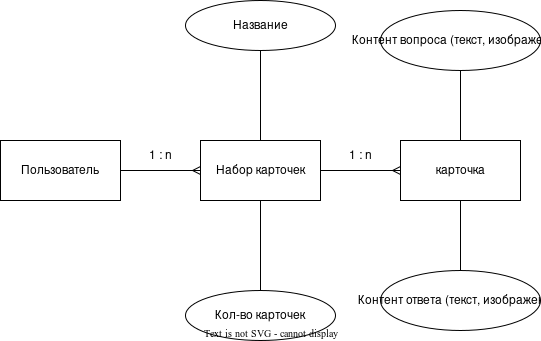 Название
Контент вопроса (текст, изображе
1 : n
1 : n
Пользователь
Набор карточек
карточка
Кол-во карточек
Контент ответа (текст, изображе
Text is not SVG - cannot display